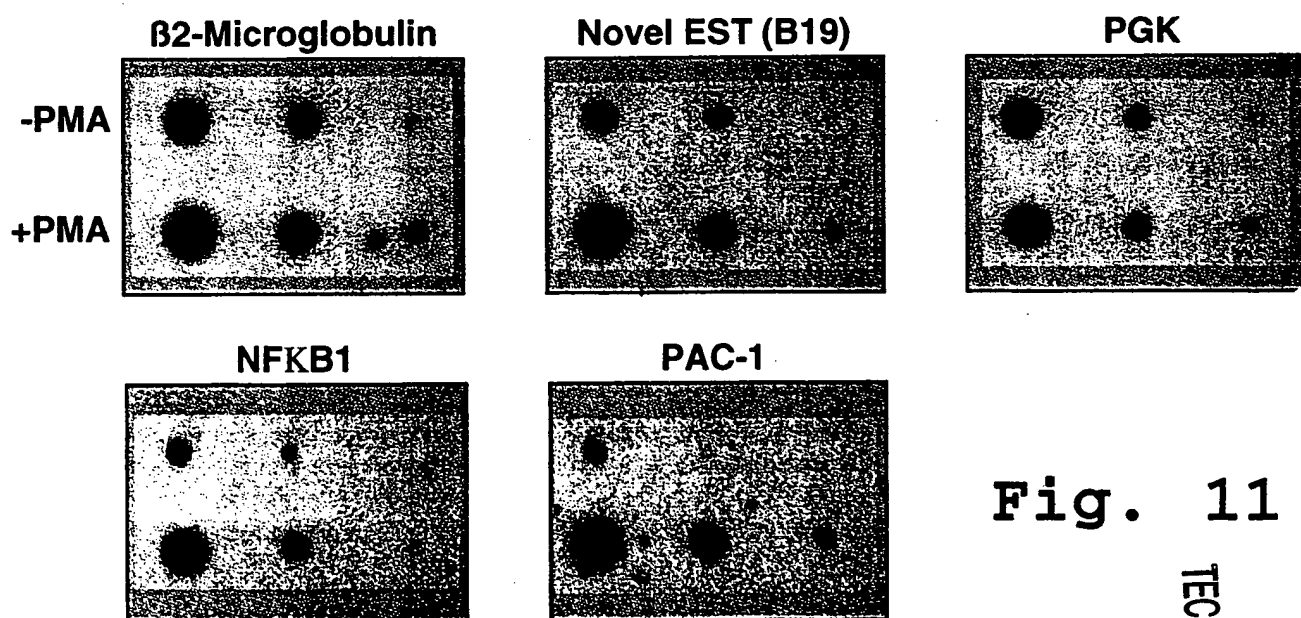 ß2-Microglobulin
Novel EST (B19)
PGK
-PMA
+PMA
NFKB1
PAC-1
Fig. 11
TEC